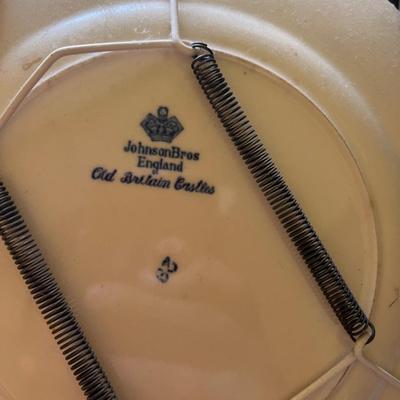 JohnsonBros
England
Old Britain Castles